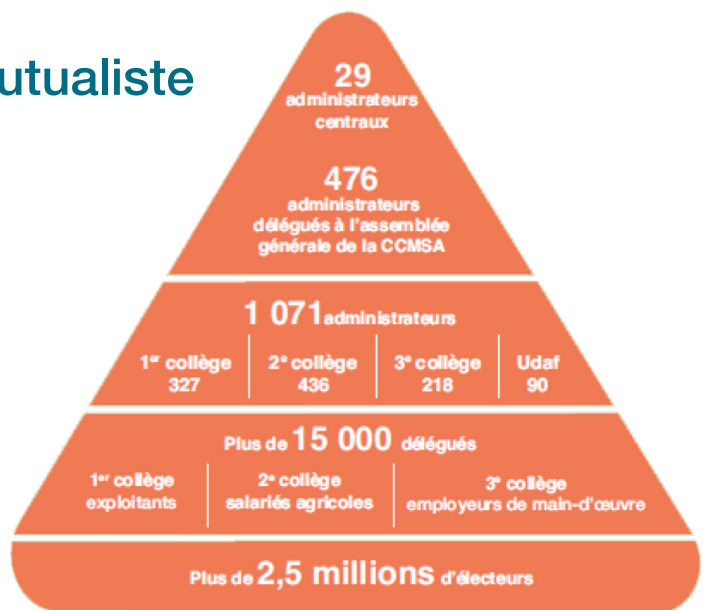 utualiste
29
administrateurs
centraux
476
administrateurs
délégués à l'assemblée
générale de la CCMSA
1 071 administrateurs
1er collège 2e collège 3e collège Udaf
327 436 218 90
Plus de 15 000 délégués
1er collège 2e collège 3e collège
exploitants salariés agricoles employeurs de main-d'œuvre
Plus de 2,5 millions d'électeurs